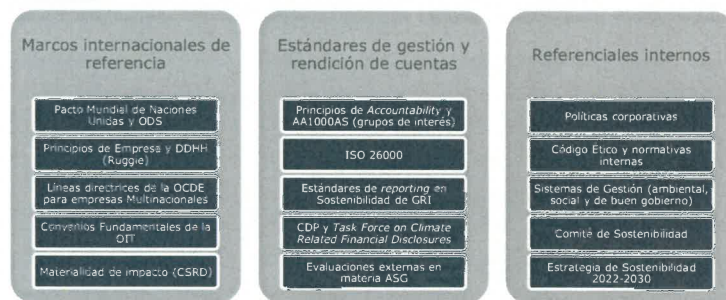 Marcos internacionales de
referencia
Pacto Mundial de Naciones
Unidas y ODS
Principios de Empresa y DDHH
(Ruggie)
Líneas directrices de la OCDE
para empresas Multinacionales
Convenios Fundamentales de la
OIT
Materialidad de impacto (CSRD)
Estándares de gestión y
rendición de cuentas
Principios de Accountability y
AA1000AS (grupos de interés)
ISO 26000
Estándares de reporting en
Sostenibilidad de GRI
CDP y Task Force on Climate
Related Financial Disclosures
Evaluaciones externas en
materia ASG
Referenciales internos
Políticas corporativas
Código Ético y normativas
internas
Sistemas de Gestión (ambiental,
social y de buen gobierno)
Comité de Sostenibilidad
Estrategia de Sostenibilidad
2022-2030